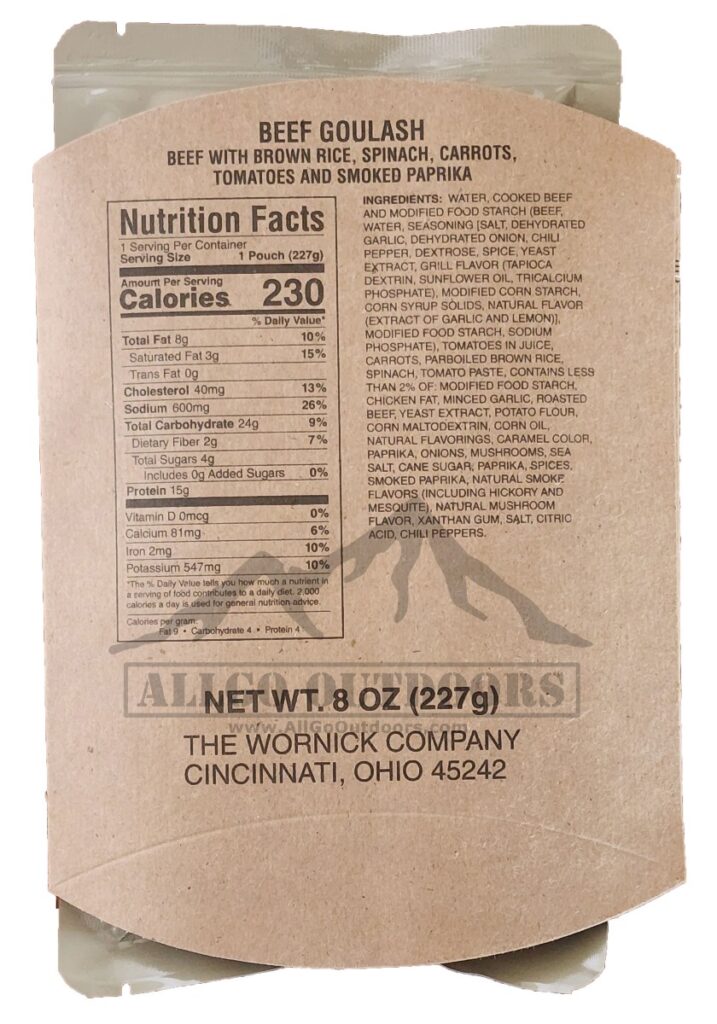 BEEF GOULASH
BEEF WITH BROWN RICE, SPINACH, CARROTS,
TOMATOES AND SMOKED PAPRIKA
Nutrition Facts
1 Serving Per Container
Serving Size 1 Pouch (227g)
Amount Per Serving
Calories 230
% Daily Value*
Total Fat 8g 10%
Saturated Fat 3g 15%
Trans Fat 0g
Cholesterol 40mg 13%
Sodium 600mg 26%
Total Carbohydrate 24g 9%
Dietary Fiber 2g 7%
Total Sugars 4g
Includes 0g Added Sugars 0%
Protein 15g
Vitamin D 0mcg 0%
Calcium 81mg 6%
Iron 2mg 10%
Potassium 547mg 10%
*The % Daily Value tells you how much a nutrient in
a serving of food contributes to a daily diet. 2,000
calories a day is used for general nutrition advice.
Calories per gram:
Fat 9 • Carbohydrate 4 • Protein 4
INGREDIENTS: WATER, COOKED BEEF
AND MODIFIED FOOD STARCH (BEEF,
WATER, SEASONING [SALT, DEHYDRATED
GARLIC, DEHYDRATED ONION, CHILI
PEPPER, DEXTROSE, SPICE, YEAST
EXTRACT, GRILL FLAVOR (TAPIOCA
DEXTRIN, SUNFLOWER OIL, TRICALCIUM
PHOSPHATE), MODIFIED CORN STARCH,
CORN SYRUP SOLIDS, NATURAL FLAVOR
(EXTRACT OF GARLIC AND LEMON)],
MODIFIED FOOD STARCH, SODIUM
PHOSPHATE), TOMATOES IN JUICE,
CARROTS, PARBOILED BROWN RICE,
SPINACH, TOMATO PASTE, CONTAINS LESS
THAN 2% OF: MODIFIED FOOD STARCH,
CHICKEN FAT, MINCED GARLIC, ROASTED
BEEF, YEAST EXTRACT, POTATO FLOUR,
CORN MALTODEXTRIN, CORN OIL,
NATURAL FLAVORINGS, CARAMEL COLOR,
PAPRIKA, ONIONS, MUSHROOMS, SEA
SALT, CANE SUGAR, PAPRIKA, SPICES,
SMOKED PAPRIKA, NATURAL SMOKE
FLAVORS (INCLUDING HICKORY AND
MESQUITE), NATURAL MUSHROOM
FLAVOR, XANTHAN GUM, SALT, CITRIC
ACID, CHILI PEPPERS.
ALLGO OUTDOORS
NET WT. 8 OZ (227g)
www.AllGoOutdoors.com
THE WORNICK COMPANY
CINCINNATI, OHIO 45242